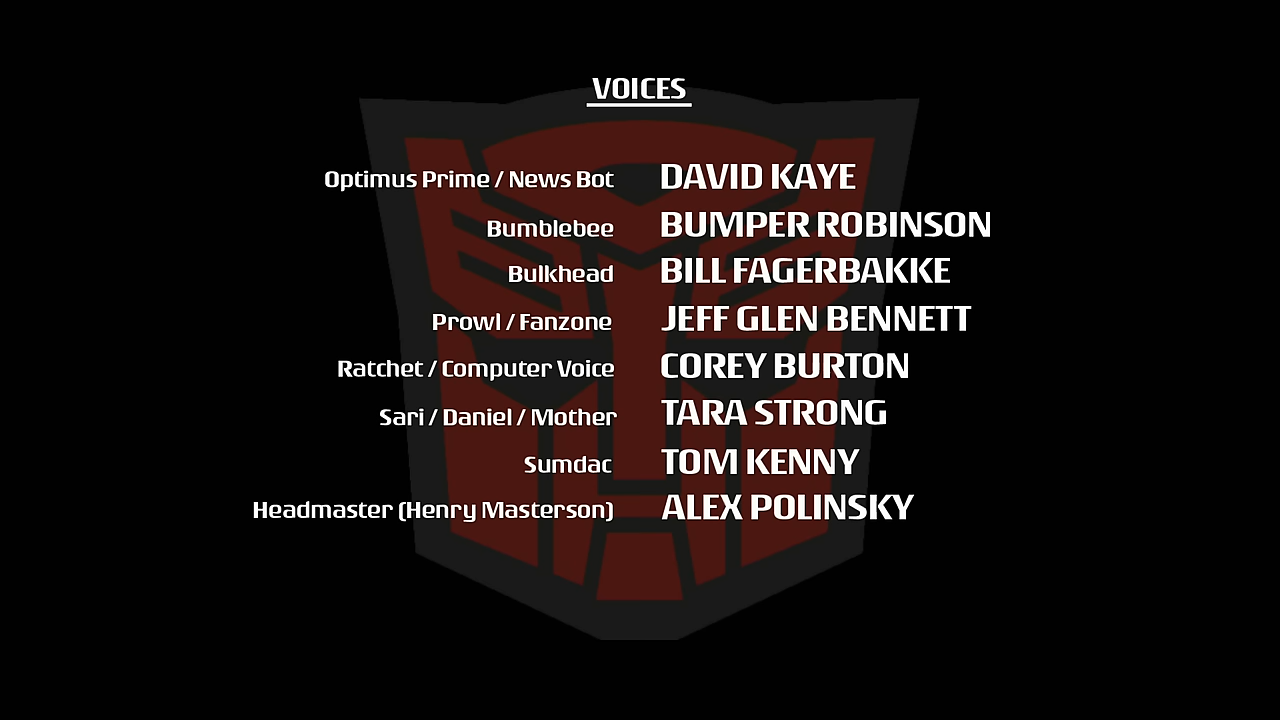 VOICES
Optimus Prime / News Bot DAVID KAYE
Bumblebee BUMPER ROBINSON
Bulkhead BILL FAGERBAKKE
Prowl / Fanzone JEFF GLEN BENNETT
Ratchet / Computer Voice COREY BURTON
Sari / Daniel / Mother TARA STRONG
Sumdac TOM KENNY
Headmaster (Henry Masterson) ALEX POLINSKY